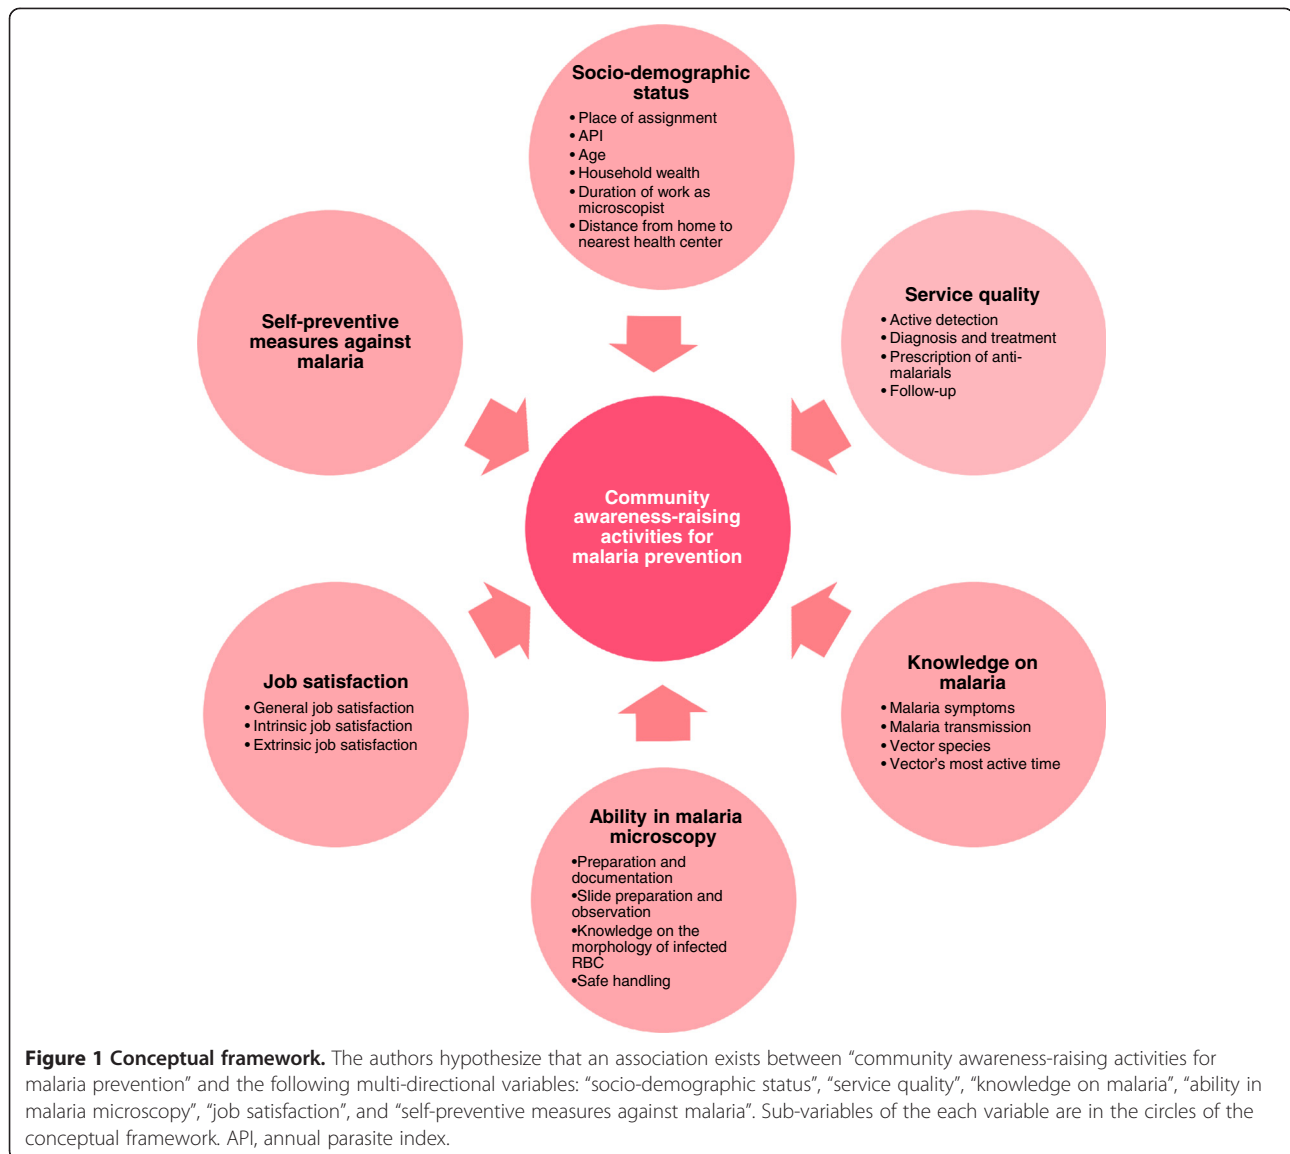 Socio-demographic
status
• Place of assignment
• API
• Age
• Household wealth
• Duration of work as
microscopist
• Distance from home to
nearest health center
Service quality
• Active detection
• Diagnosis and treatment
• Prescription of anti-
malarials
• Follow-up
Self-preventive
measures against
malaria
Community
awareness-raising
activities for
malaria prevention
Job satisfaction
• General job satisfaction
• Intrinsic job satisfaction
• Extrinsic job satisfaction
Knowledge on
malaria
• Malaria symptoms
• Malaria transmission
• Vector species
• Vector's most active time
Ability in malaria
microscopy
•Preparation and
documentation
•Slide preparation and
observation
•Knowledge on the
morphology of infected
RBC
•Safe handling
Figure 1 Conceptual framework. The authors hypothesize that an association exists between “community awareness-raising activities for
malaria prevention” and the following multi-directional variables: “socio-demographic status”, “service quality”, “knowledge on malaria”, “ability in
malaria microscopy”, “job satisfaction”, and “self-preventive measures against malaria”. Sub-variables of the each variable are in the circles of the
conceptual framework. API, annual parasite index.